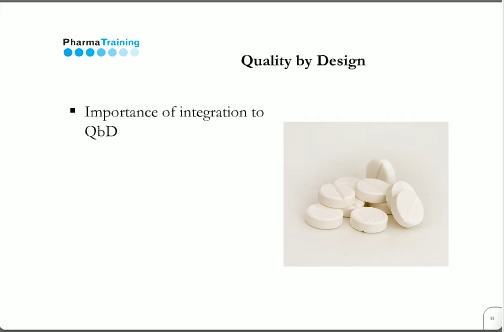 PharmaTraining
Quality by Design
Importance of integration to
QbD